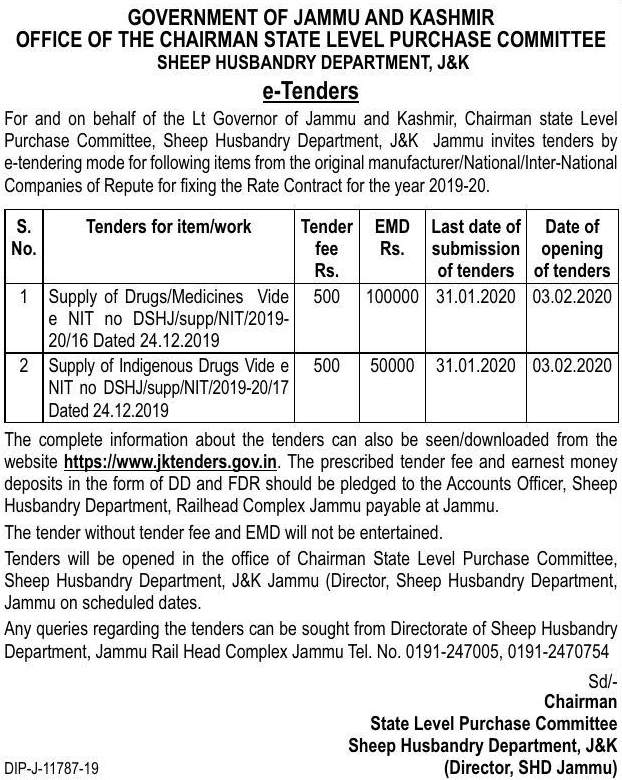 GOVERNMENT OF JAMMU AND KASHMIR
OFFICE OF THE CHAIRMAN STATE LEVEL PURCHASE COMMITTEE
SHEEP HUSBANDRY DEPARTMENT, J&K
e-Tenders
For and on behalf of the Lt Governor of Jammu and Kashmir, Chairman state Level
Purchase Committee, Sheep Husbandry Department, J&K Jammu invites tenders by
e-tendering mode for following items from the original manufacturer/National/Inter-National
Companies of Repute for fixing the Rate Contract for the year 2019-20.
S. No. Tenders for item/work Tender fee Rs. EMD Rs. Last date of submission of tenders Date of opening of tenders
1 Supply of Drugs/Medicines Vide 500 100000 31.01.2020 03.02.2020
e NIT no DSHJ/supp/NIT/2019-
20/16 Dated 24.12.2019
2 Supply of Indigenous Drugs Vide e 500 50000 31.01.2020 03.02.2020
NIT no DSHJ/supp/NIT/2019-20/17
Dated 24.12.2019
The complete information about the tenders can also be seen/downloaded from the
website https://www.jktenders.gov.in. The prescribed tender fee and earnest money
deposits in the form of DD and FDR should be pledged to the Accounts Officer, Sheep
Husbandry Department, Railhead Complex Jammu payable at Jammu.
The tender without tender fee and EMD will not be entertained.
Tenders will be opened in the office of Chairman State Level Purchase Committee,
Sheep Husbandry Department, J&K Jammu (Director, Sheep Husbandry Department,
Jammu on scheduled dates.
Any queries regarding the tenders can be sought from Directorate of Sheep Husbandry
Department, Jammu Rail Head Complex Jammu Tel. No. 0191-247005, 0191-2470754
Sd/-
Chairman
State Level Purchase Committee
Sheep Husbandry Department, J&K
DIP-J-11787-19 (Director, SHD Jammu)